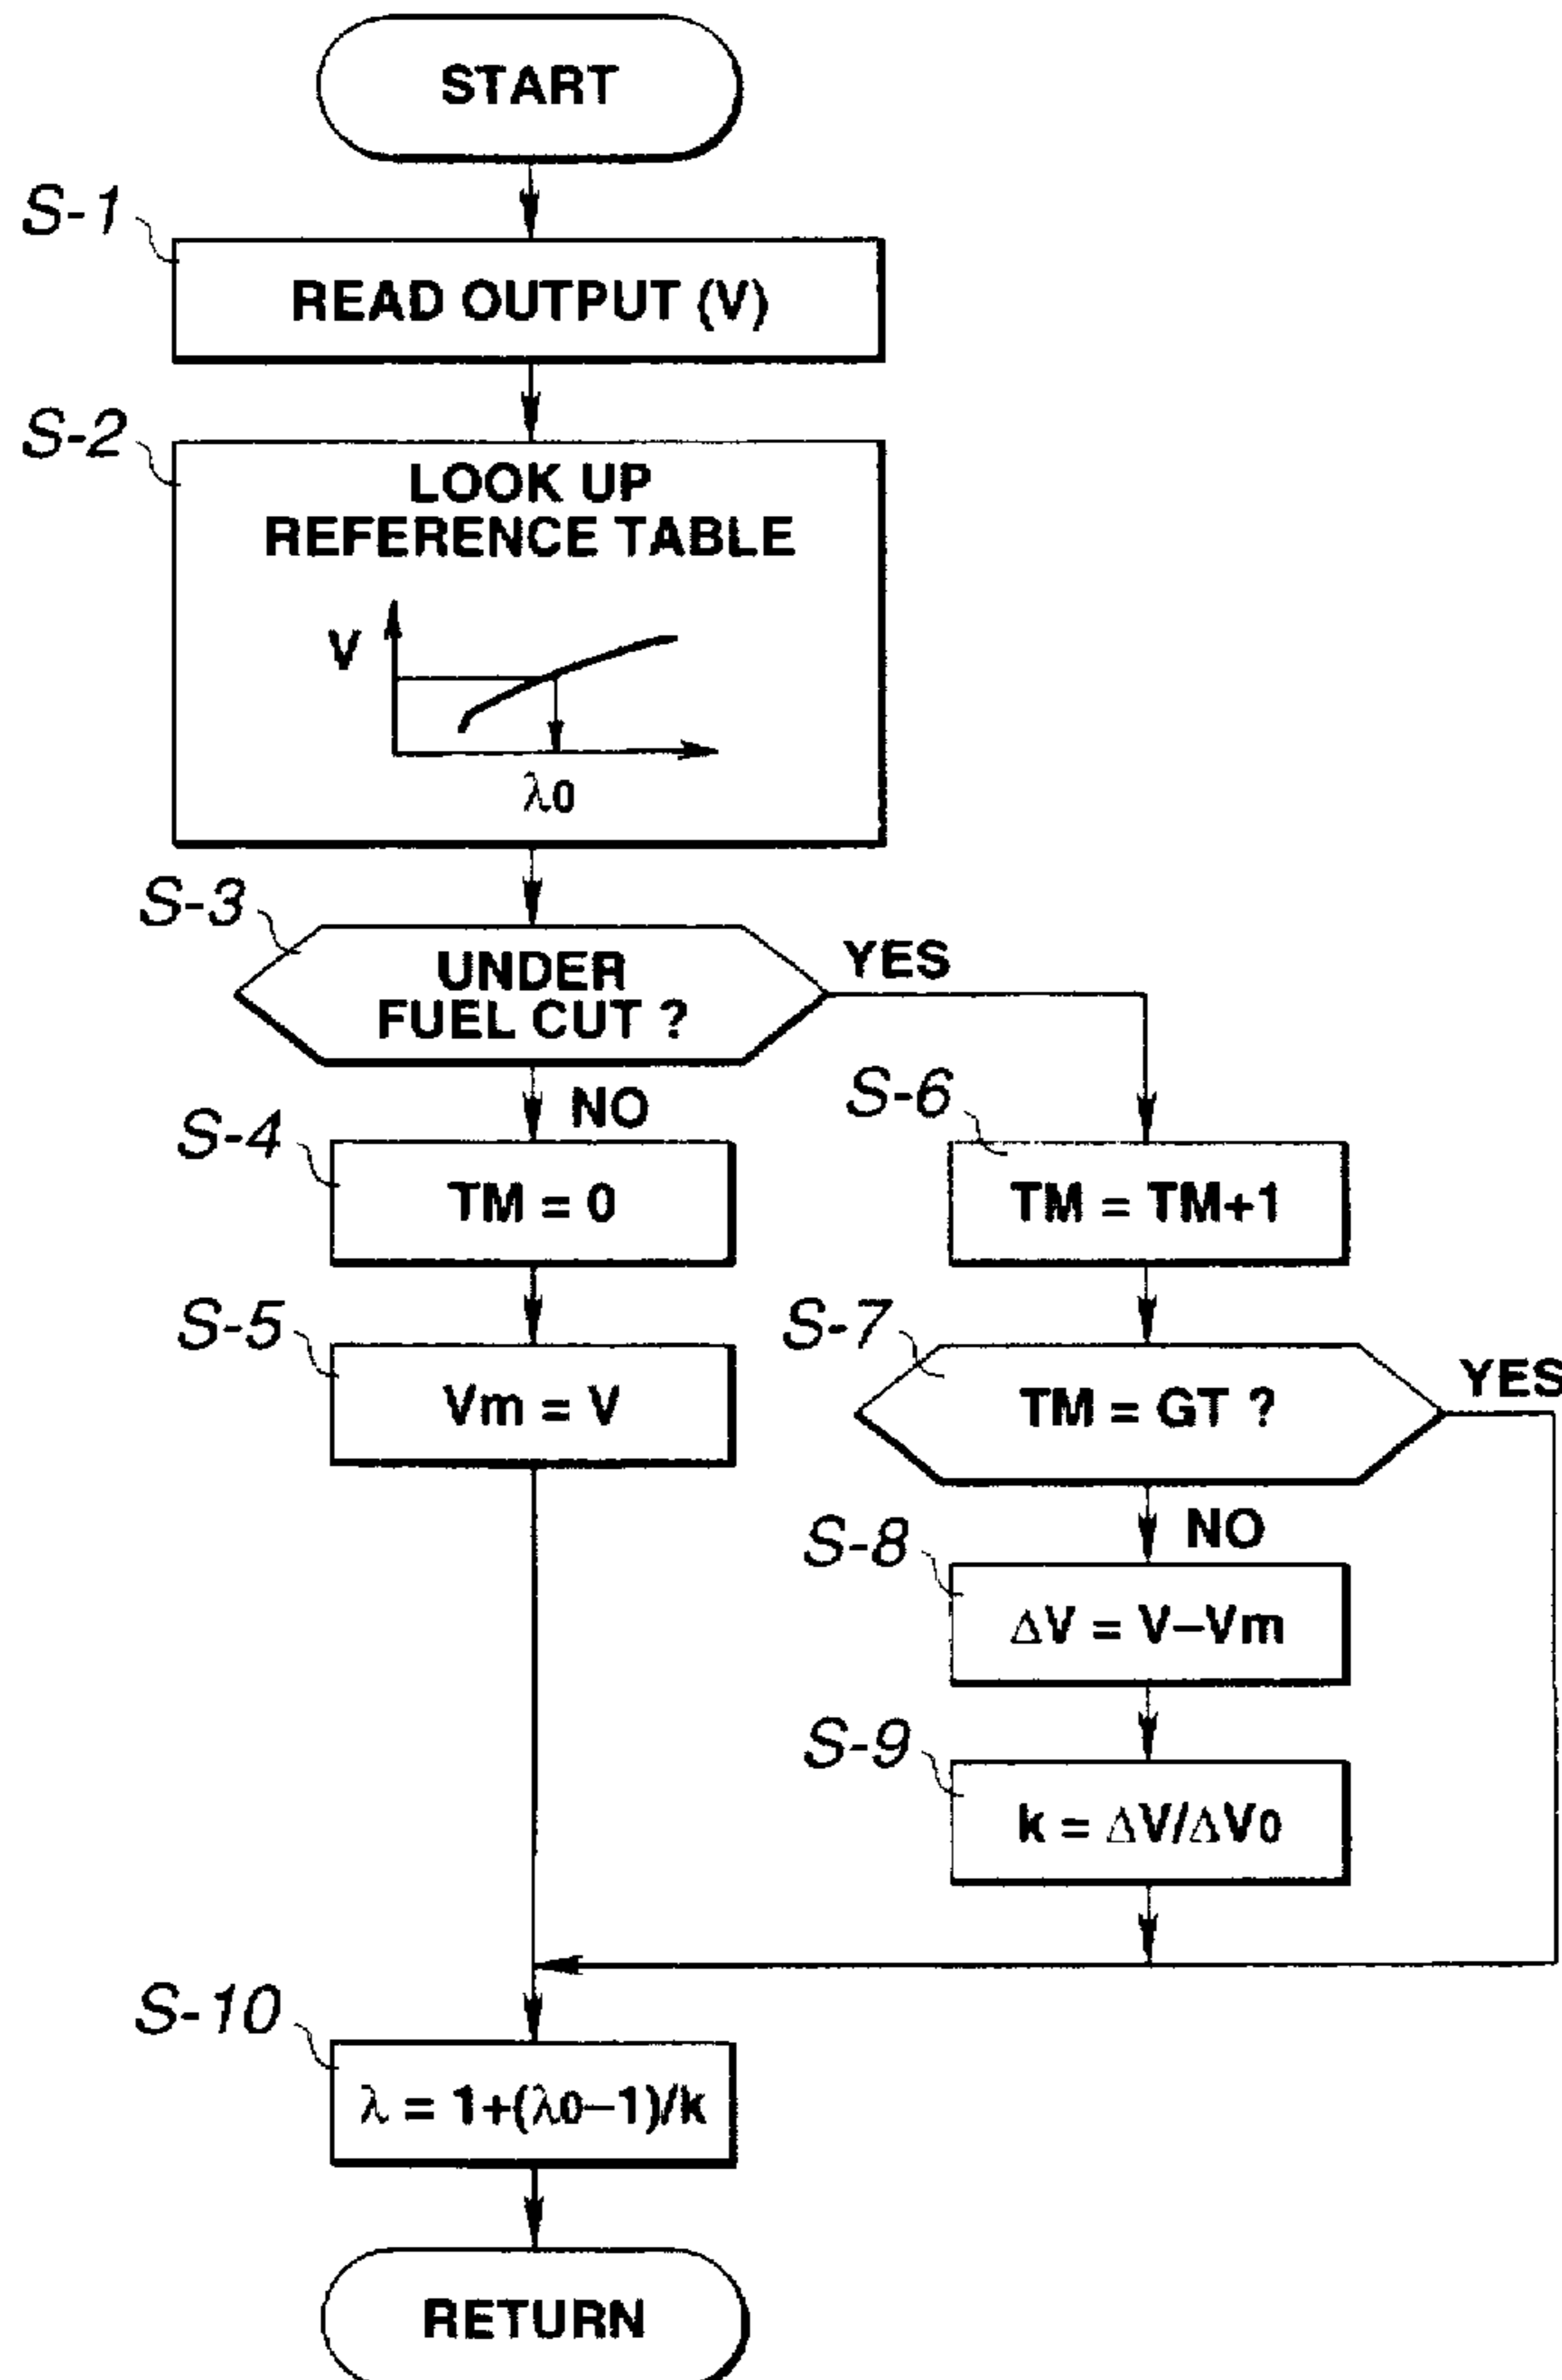 START
S-1
READ OUTPUT (V)
S-2
LOOK UP
REFERENCE TABLE
V
λ0
S-3
UNDER
FUEL CUT ?
YES
NO
S-4
TM = 0
S-5
Vm = V
S-6
TM = TM+1
S-7
TM = GT ?
YES
NO
S-8
ΔV = V–Vm
S-9
k = ΔV/ΔV0
S-10
λ = 1+(λ0–1)/k
RETURN